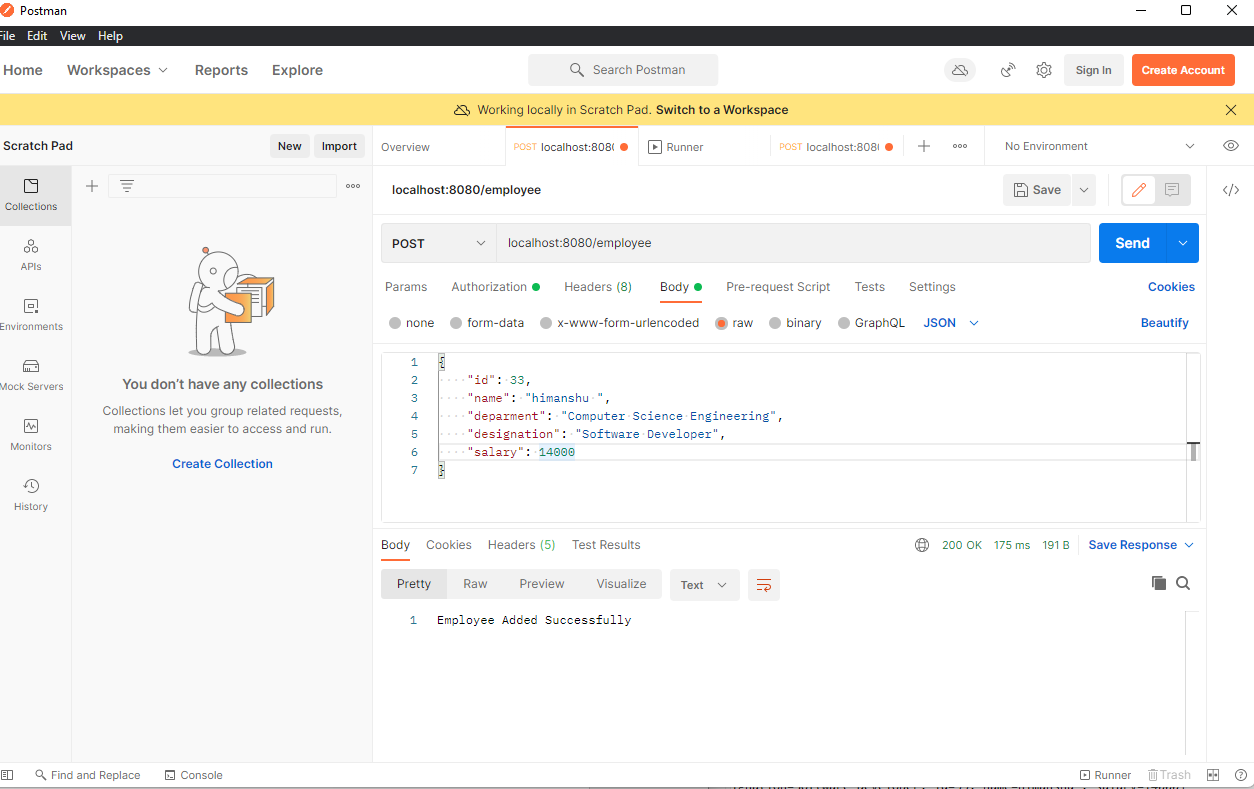 Postman
File Edit View Help
Home Workspaces Reports Explore Search Postman Sign In Create Account
Working locally in Scratch Pad. Switch to a Workspace
Scratch Pad New Import Overview POST localhost:808 Runner POST localhost:808 No Environment
Collections
APIs
Environments
Mock Servers
Monitors
History
You don't have any collections
Collections let you group related requests,
making them easier to access and run.
Create Collection
localhost:8080/employee Save
POST localhost:8080/employee Send
Params Authorization Headers (8) Body Pre-request Script Tests Settings Cookies
none form-data x-www-form-urlencoded raw binary GraphQL JSON Beautify
1 {
2 "id": 33,
3 "name": "himanshu ",
4 "deparment": "Computer Science Engineering",
5 "designation": "Software Developer",
6 "salary": 14000
7 }
Body Cookies Headers (5) Test Results 200 OK 175 ms 191 B Save Response
Pretty Raw Preview Visualize Text
1 Employee Added Successfully
Find and Replace Console Runner Trash